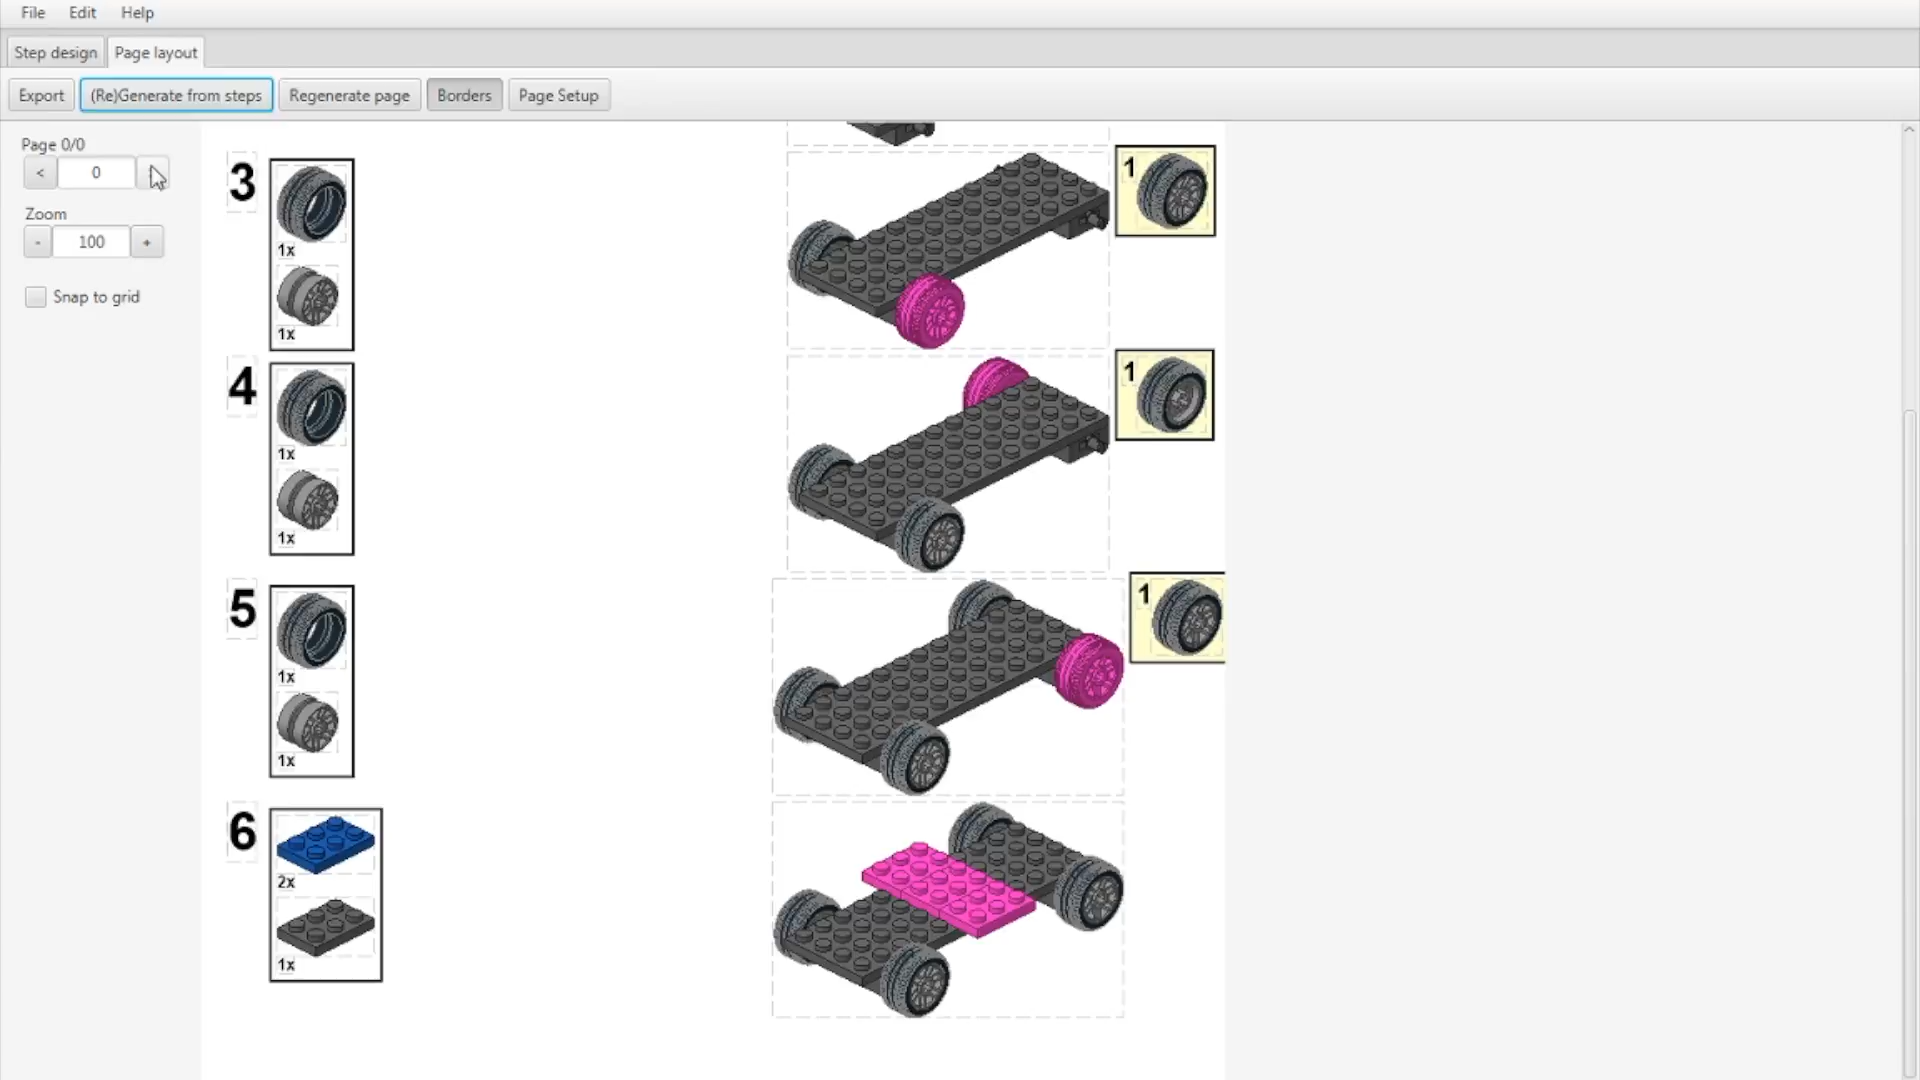 File Edit Help
Step design Page layout
Export (Re)Generate from steps Regenerate page Borders Page Setup
Page 0/0
< 0
Zoom
- 100 +
Snap to grid
3
1x
1x
1
4
1x
1x
1
5
1x
1x
1
6
2x
1x